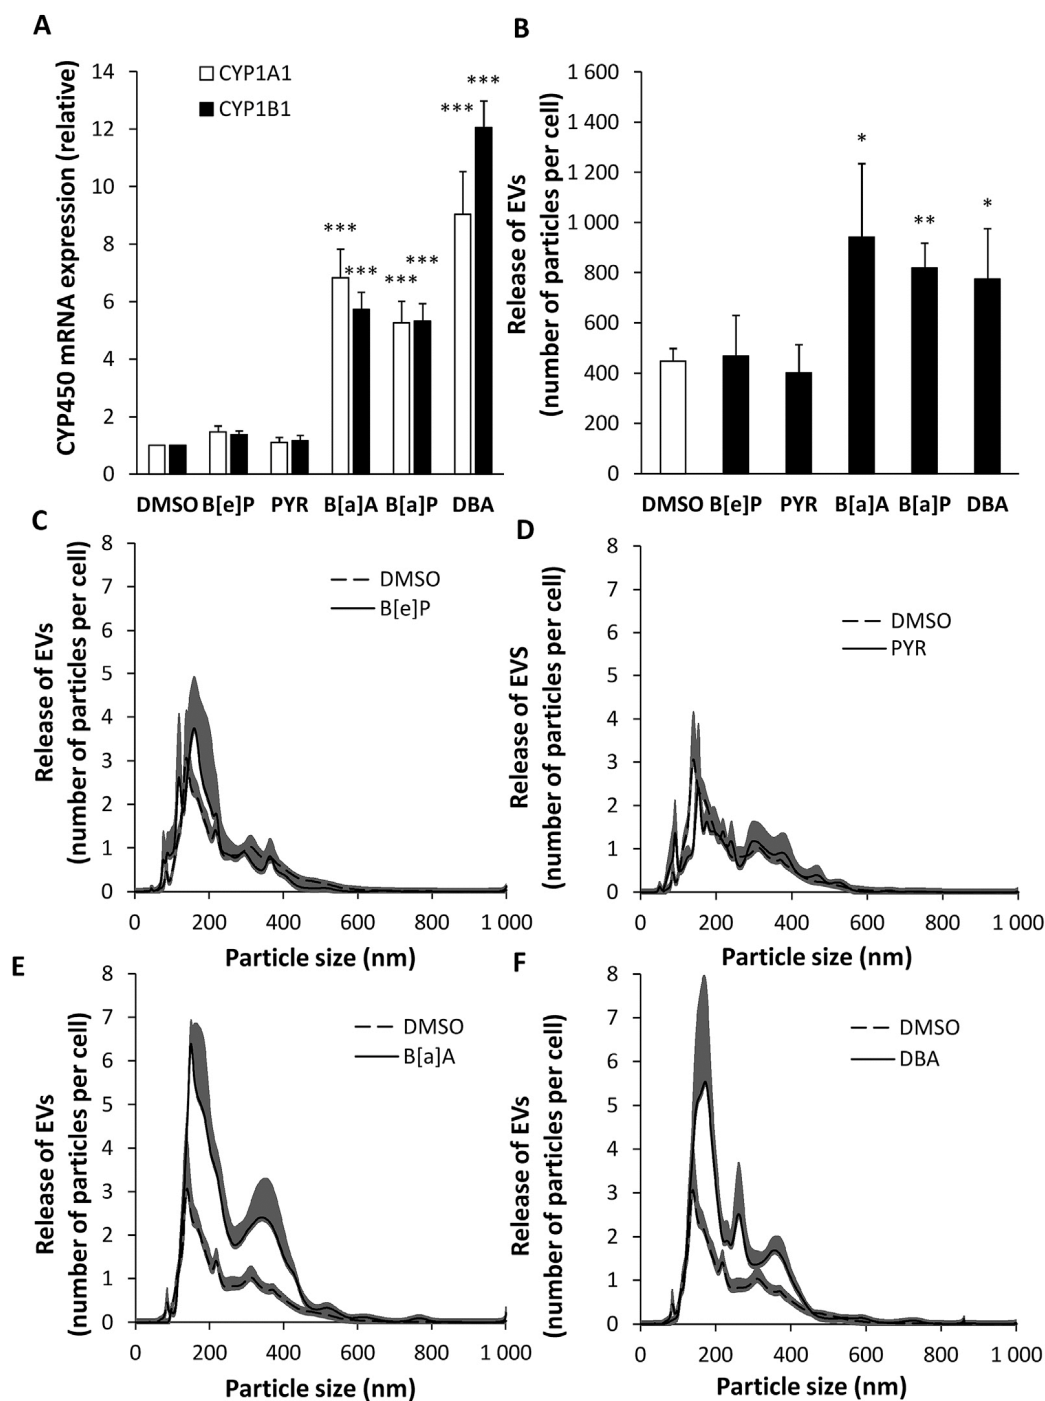 A
CYP450 mRNA expression (relative)
14
12
10
8
6
4
2
0
CYP1A1
CYP1B1
***
***
***
***
***
***
DMSO B[e]P PYR B[a]A B[a]P DBA
B
Release of EVs
(number of particles per cell)
1 600
1 400
1 200
1 000
800
600
400
200
0
*
**
*
DMSO B[e]P PYR B[a]A B[a]P DBA
C
Release of EVs
(number of particles per cell)
8
7
6
5
4
3
2
1
0
DMSO
B[e]P
0 200 400 600 800 1 000
Particle size (nm)
D
Release of EVS
(number of particles per cell)
8
7
6
5
4
3
2
1
0
DMSO
PYR
0 200 400 600 800 1 000
Particle size (nm)
E
Release of EVs
(number of particles per cell)
8
7
6
5
4
3
2
1
0
DMSO
B[a]A
0 200 400 600 800 1 000
Particle size (nm)
F
Release of EVs
(number of particles per cell)
8
7
6
5
4
3
2
1
0
DMSO
DBA
0 200 400 600 800 1 000
Particle size (nm)